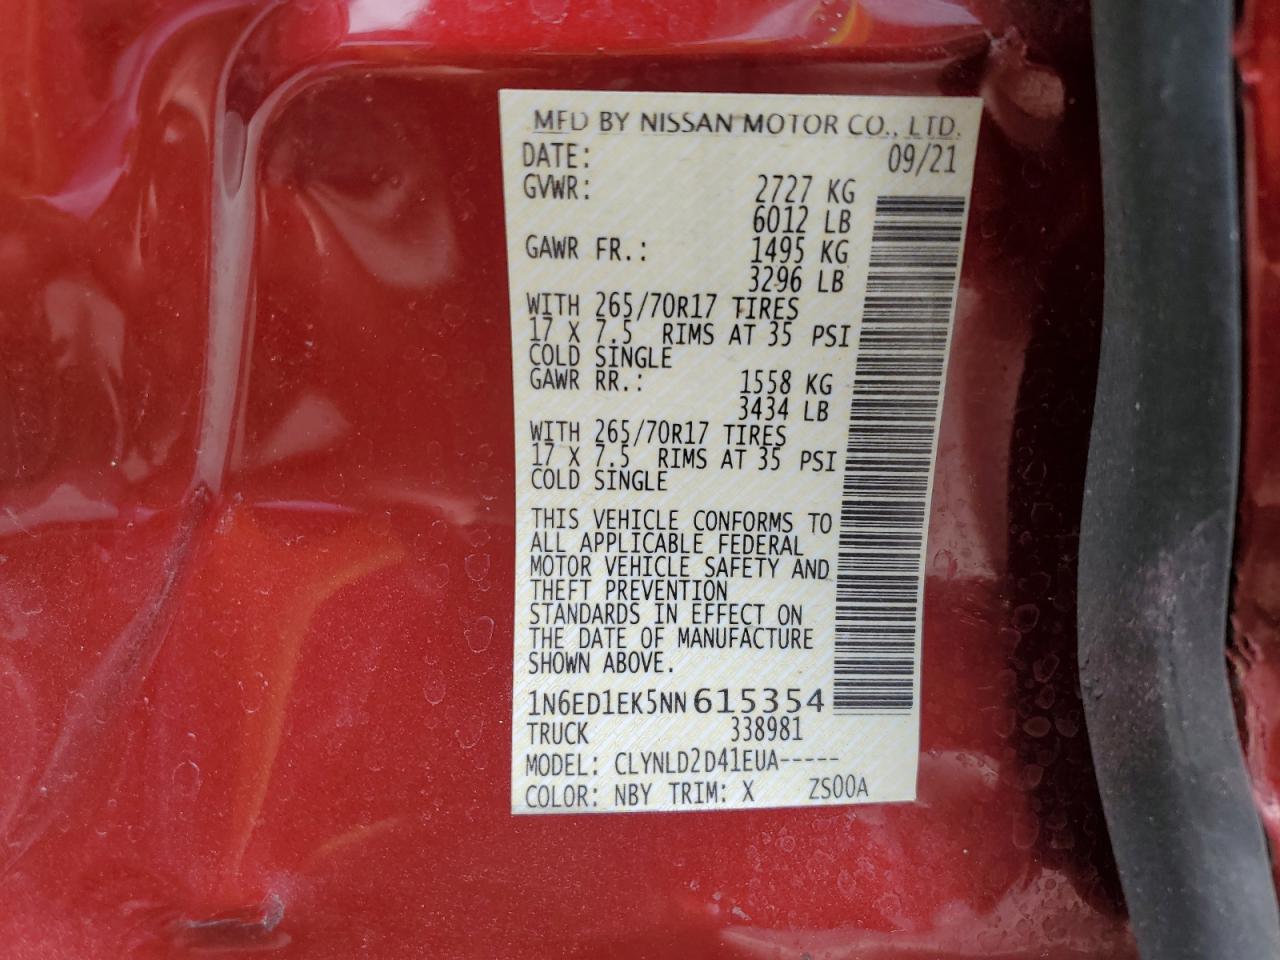 MFD BY NISSAN MOTOR CO., LTD.
DATE: 09/21
GVWR: 2727 KG
6012 LB
GAWR FR.: 1495 KG
3296 LB
WITH 265/70R17 TIRES
17 X 7.5 RIMS AT 35 PSI
COLD SINGLE
GAWR RR.: 1558 KG
3434 LB
WITH 265/70R17 TIRES
17 X 7.5 RIMS AT 35 PSI
COLD SINGLE
THIS VEHICLE CONFORMS TO
ALL APPLICABLE FEDERAL
MOTOR VEHICLE SAFETY AND
THEFT PREVENTION
STANDARDS IN EFFECT ON
THE DATE OF MANUFACTURE
SHOWN ABOVE.
1N6ED1EK5NN615354
TRUCK 338981
MODEL: CLYNLD2D41EUA-----
COLOR: NBY TRIM: X ZS00A